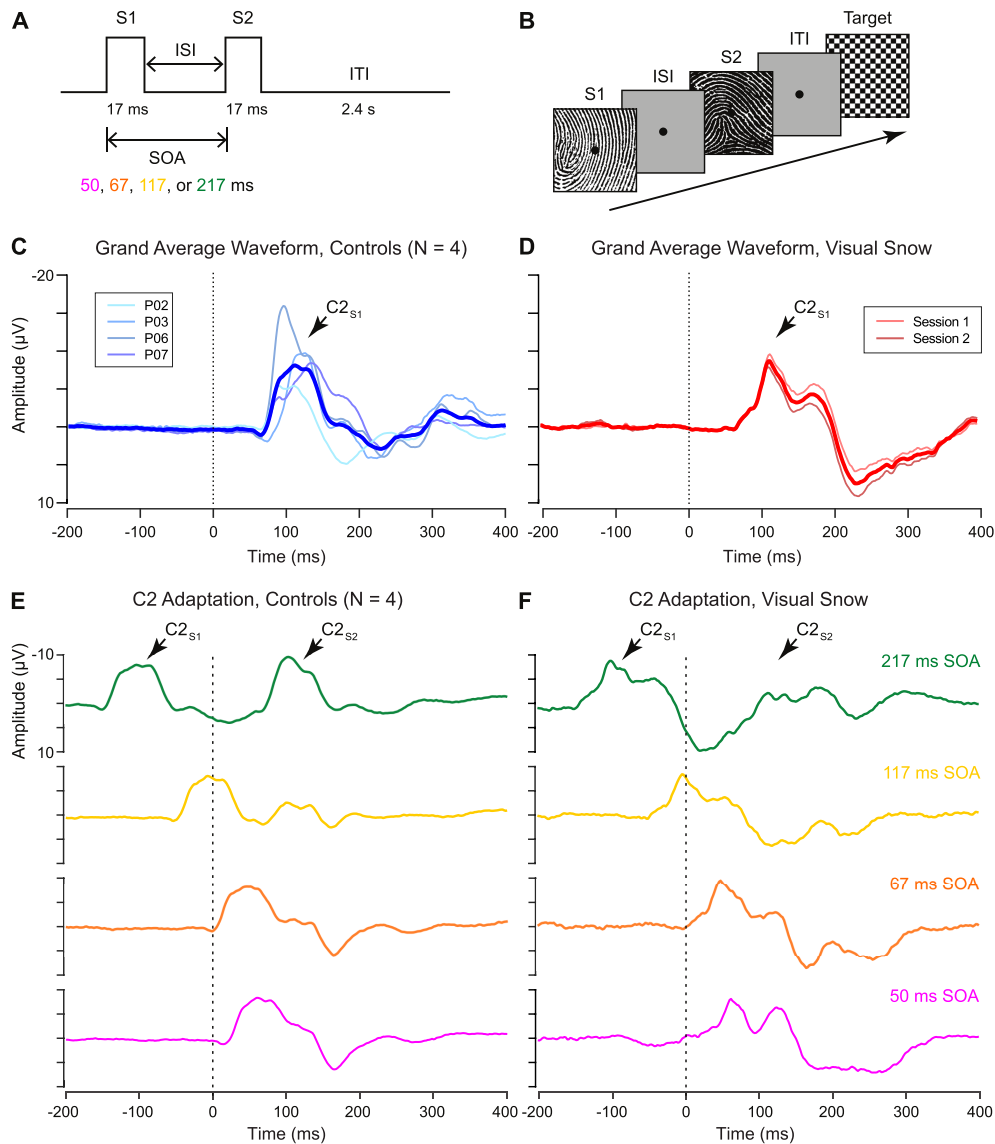 A
S1
S2
ISI
ITI
17 ms
17 ms
2.4 s
SOA
50, 67, 117, or 217 ms
B
S1
ISI
S2
ITI
Target
C
Grand Average Waveform, Controls (N = 4)
-20
10
Amplitude (µV)
P02
P03
P06
P07
C2S1
-200
-100
0
100
200
300
400
Time (ms)
D
Grand Average Waveform, Visual Snow
C2S1
Session 1
Session 2
-200
-100
0
100
200
300
400
Time (ms)
E
C2 Adaptation, Controls (N = 4)
C2S1
C2S2
-10
10
Amplitude (µV)
-200
-100
0
100
200
300
400
Time (ms)
F
C2 Adaptation, Visual Snow
C2S1
C2S2
217 ms SOA
117 ms SOA
67 ms SOA
50 ms SOA
-200
-100
0
100
200
300
400
Time (ms)